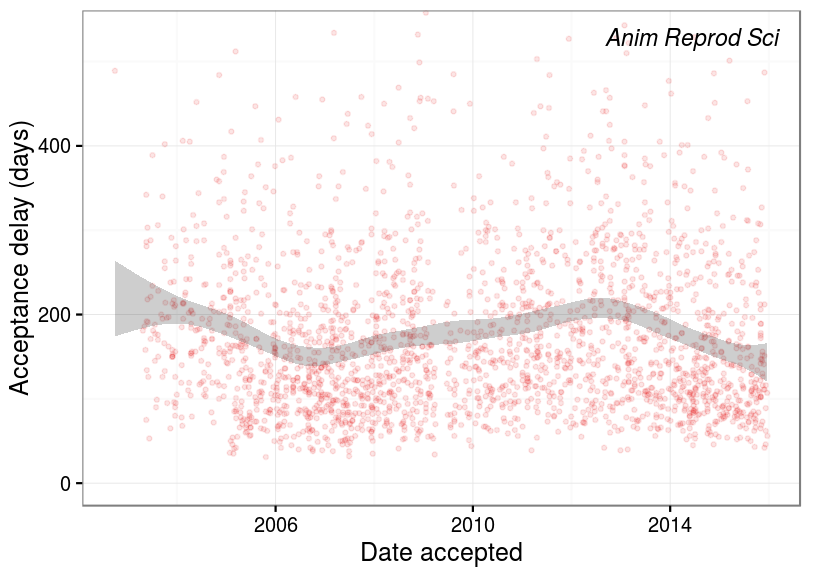 Anim Reprod Sci
Acceptance delay (days)
400
200
0
2006 2010 2014
Date accepted